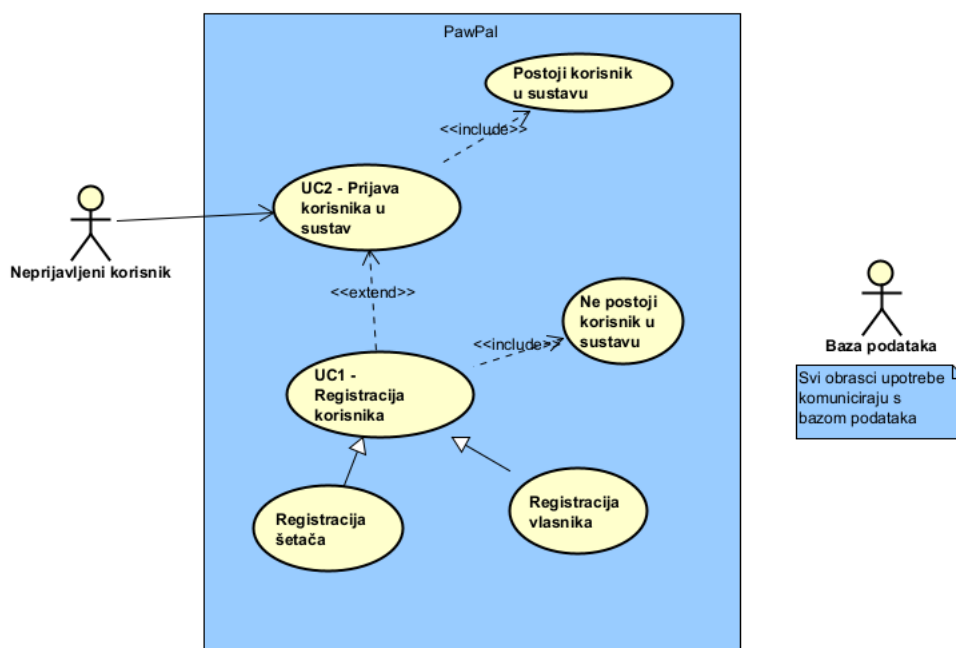 PawPal
Postoji korisnik
u sustavu
<<include>>
UC2 - Prijava
korisnika u
sustav
Neprijavljeni korisnik
<<extend>>
Ne postoji
korisnik u
sustavu
<<include>>
Baza podataka
UC1 -
Registracija
korisnika
Svi obrasci upotrebe
komuniciraju s
bazom podataka
Registracija
šetača
Registracija
vlasnika